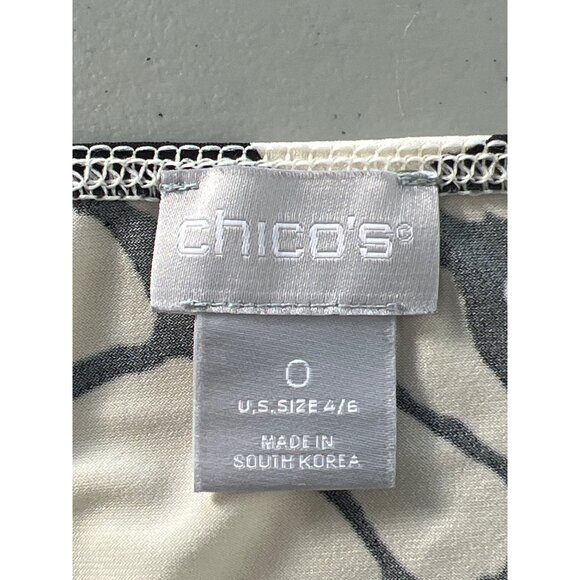 chico's®
0
U.S. SIZE 4/6
MADE IN
SOUTH KOREA